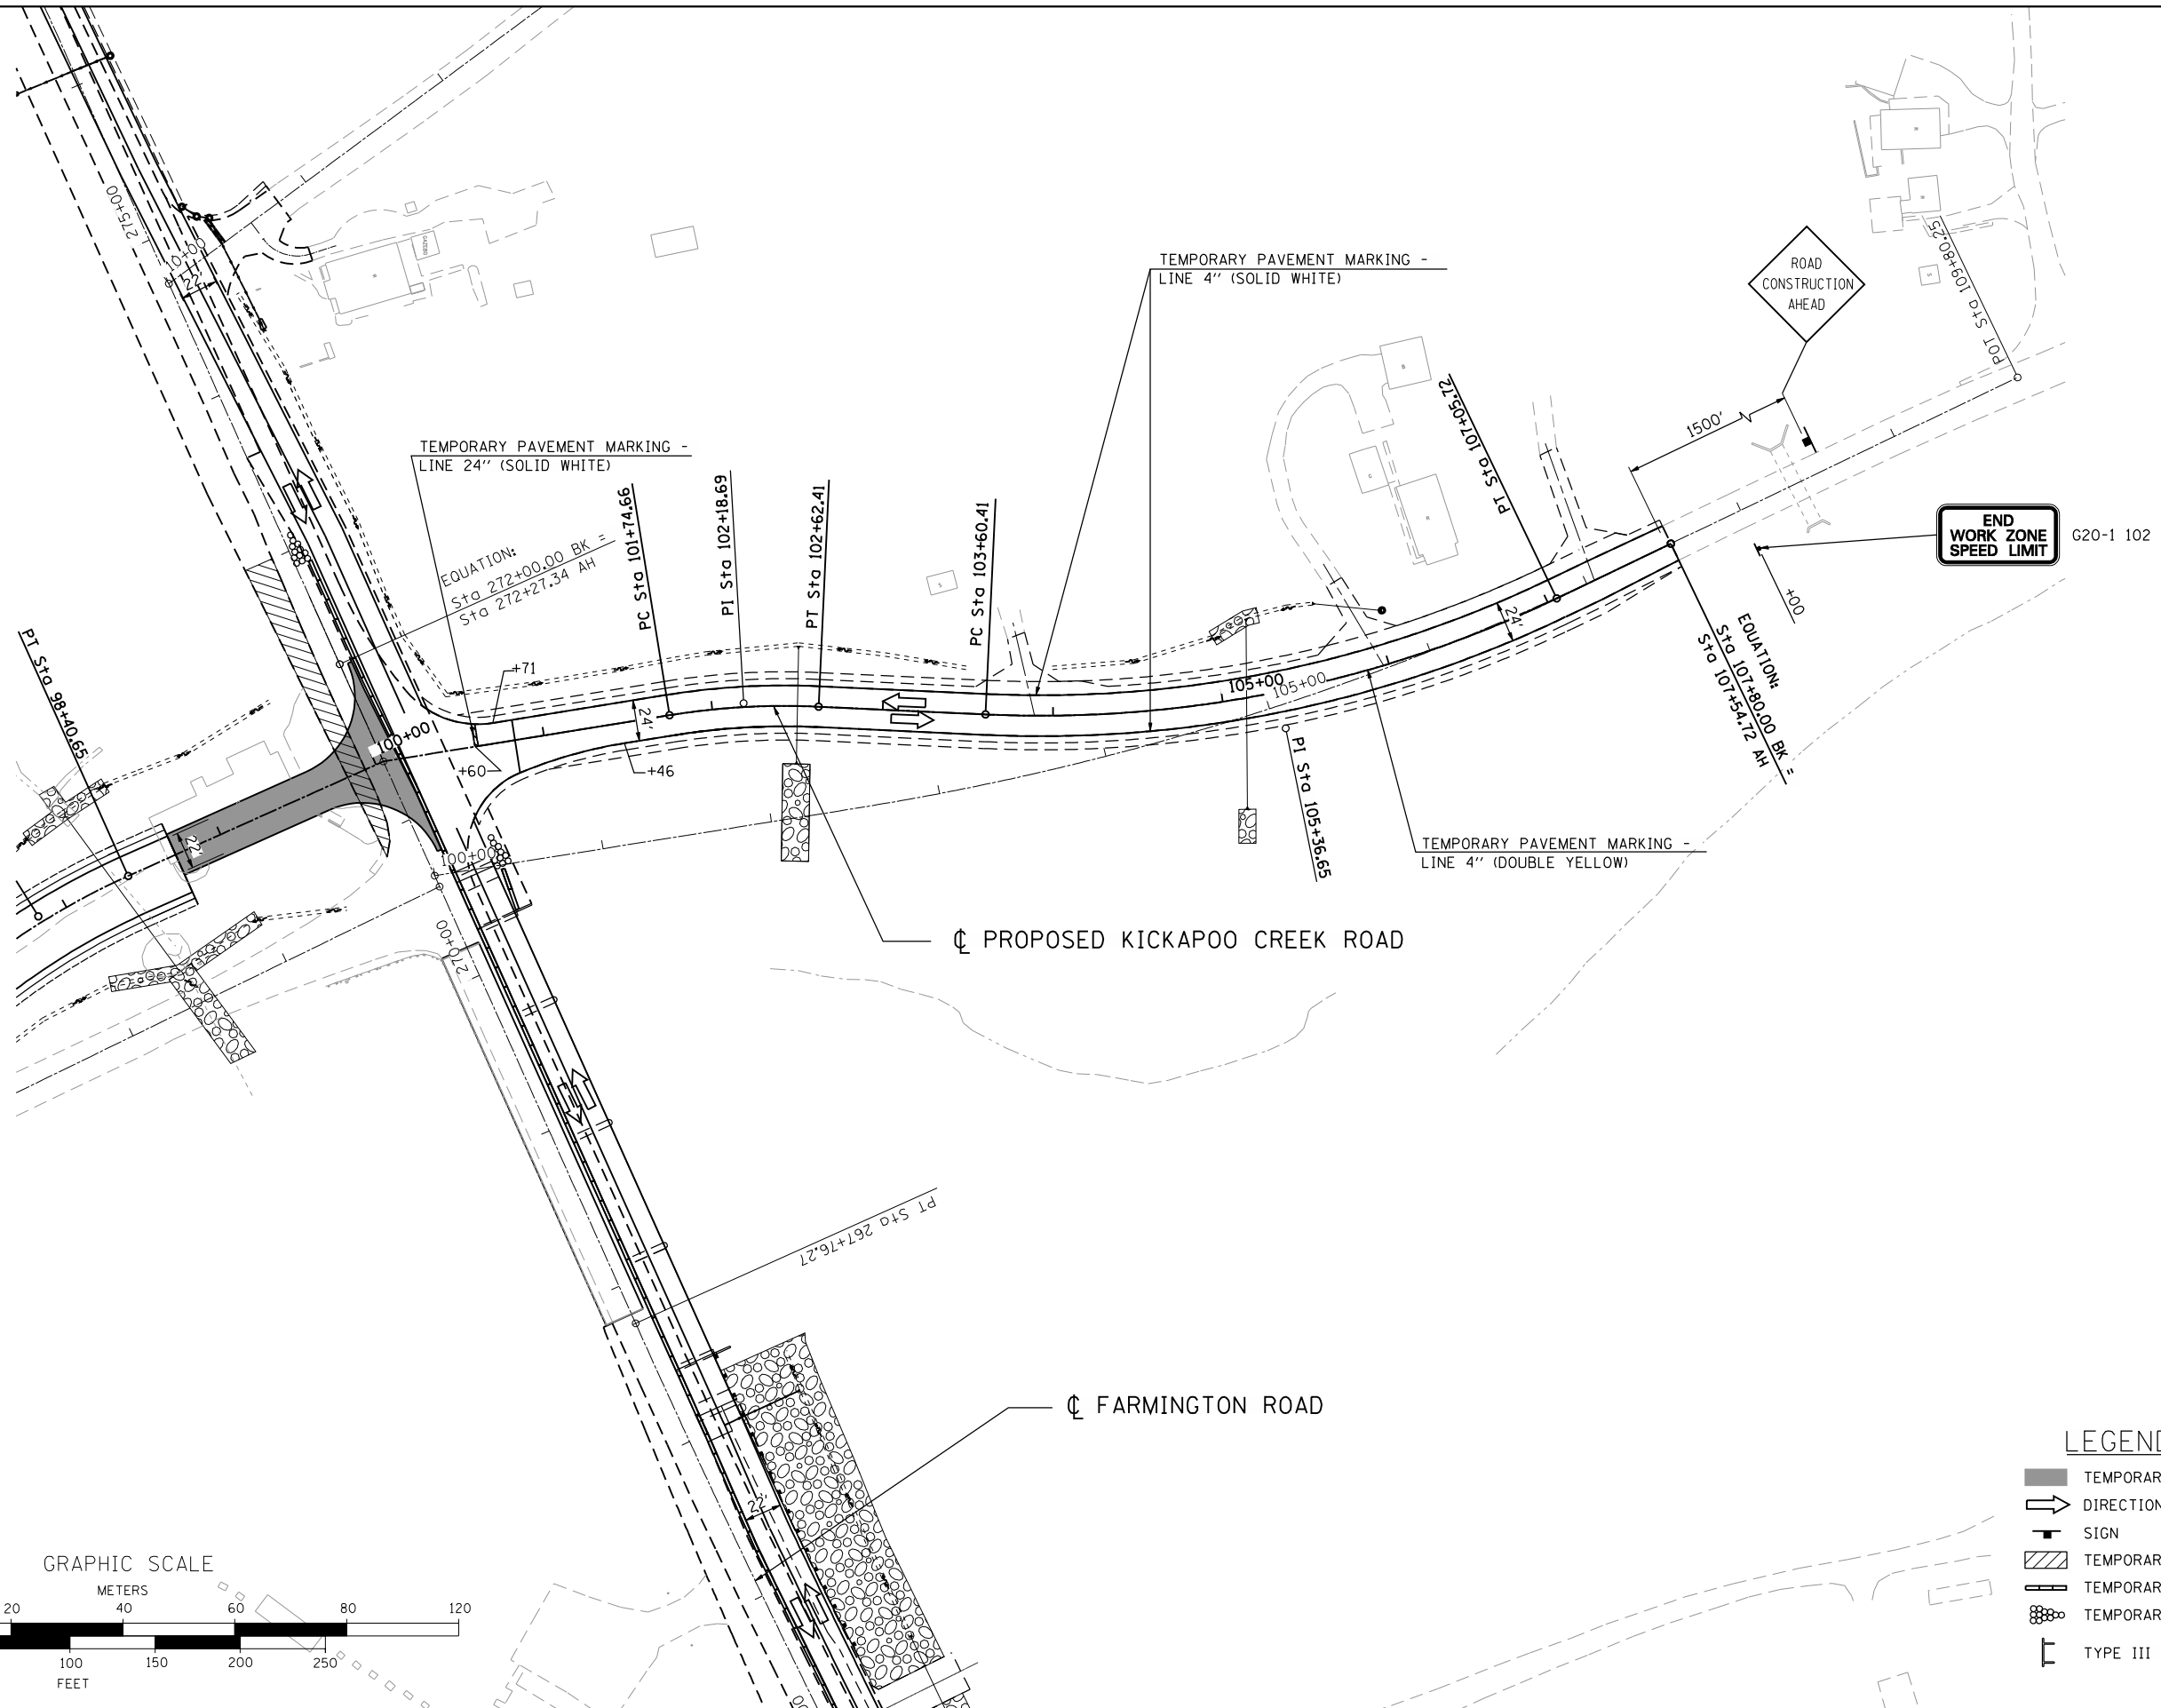 275+00
10+00
22'
GAZEBO
TEMPORARY PAVEMENT MARKING -
LINE 4" (SOLID WHITE)
ROAD
CONSTRUCTION
AHEAD
POT Sta 109+80.25
1500'
TEMPORARY PAVEMENT MARKING -
LINE 24" (SOLID WHITE)
EQUATION:
Sta 272+00.00 BK =
Sta 272+27.34 AH
PC Sta 101+74.66
PI Sta 102+18.69
PT Sta 102+62.41
PC Sta 103+60.41
PT Sta 107+05.72
END
WORK ZONE
SPEED LIMIT
G20-1 102
+00
PT Sta 98+40.65
+71
100+00
24'
+60
+46
105+00
105+00
24'
EQUATION:
Sta 107+80.00 BK =
Sta 107+54.72 AH
PI Sta 105+36.65
22'
100+00
270+00
TEMPORARY PAVEMENT MARKING -
LINE 4" (DOUBLE YELLOW)
℄ PROPOSED KICKAPOO CREEK ROAD
PT Sta 267+76.27
℄ FARMINGTON ROAD
22'
LEGEND
TEMPORAR
DIRECTION
SIGN
TEMPORAR
TEMPORAR
TEMPORAR
TYPE III
GRAPHIC SCALE
METERS
20 40 60 80 120
100 150 200 250
FEET